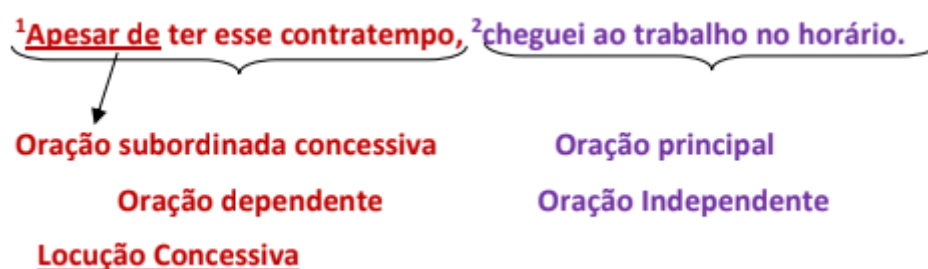 ¹Apesar de ter esse contratempo, ²cheguei ao trabalho no horário.
Oração subordinada concessiva Oração principal
Oração dependente Oração Independente
Locução Concessiva